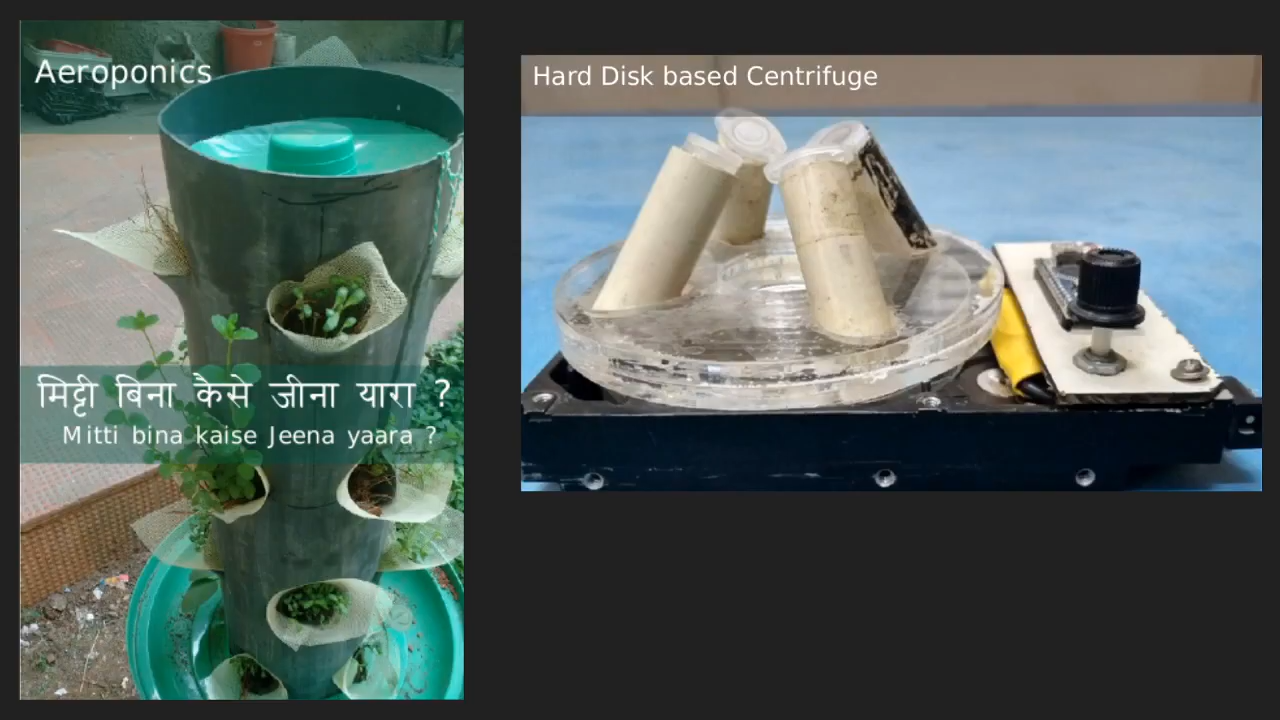 Aeroponics
मिट्टी बिना कैसे जीना यारा ?
Mitti bina kaise Jeena yaara ?
Hard Disk based Centrifuge